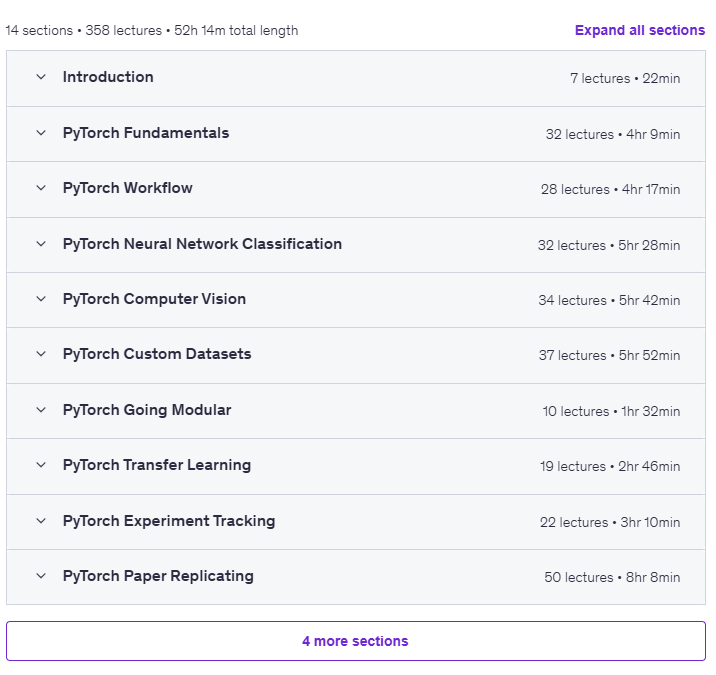 14 sections • 358 lectures • 52h 14m total length Expand all sections
Introduction 7 lectures • 22min
PyTorch Fundamentals 32 lectures • 4hr 9min
PyTorch Workflow 28 lectures • 4hr 17min
PyTorch Neural Network Classification 32 lectures • 5hr 28min
PyTorch Computer Vision 34 lectures • 5hr 42min
PyTorch Custom Datasets 37 lectures • 5hr 52min
PyTorch Going Modular 10 lectures • 1hr 32min
PyTorch Transfer Learning 19 lectures • 2hr 46min
PyTorch Experiment Tracking 22 lectures • 3hr 10min
PyTorch Paper Replicating 50 lectures • 8hr 8min
4 more sections